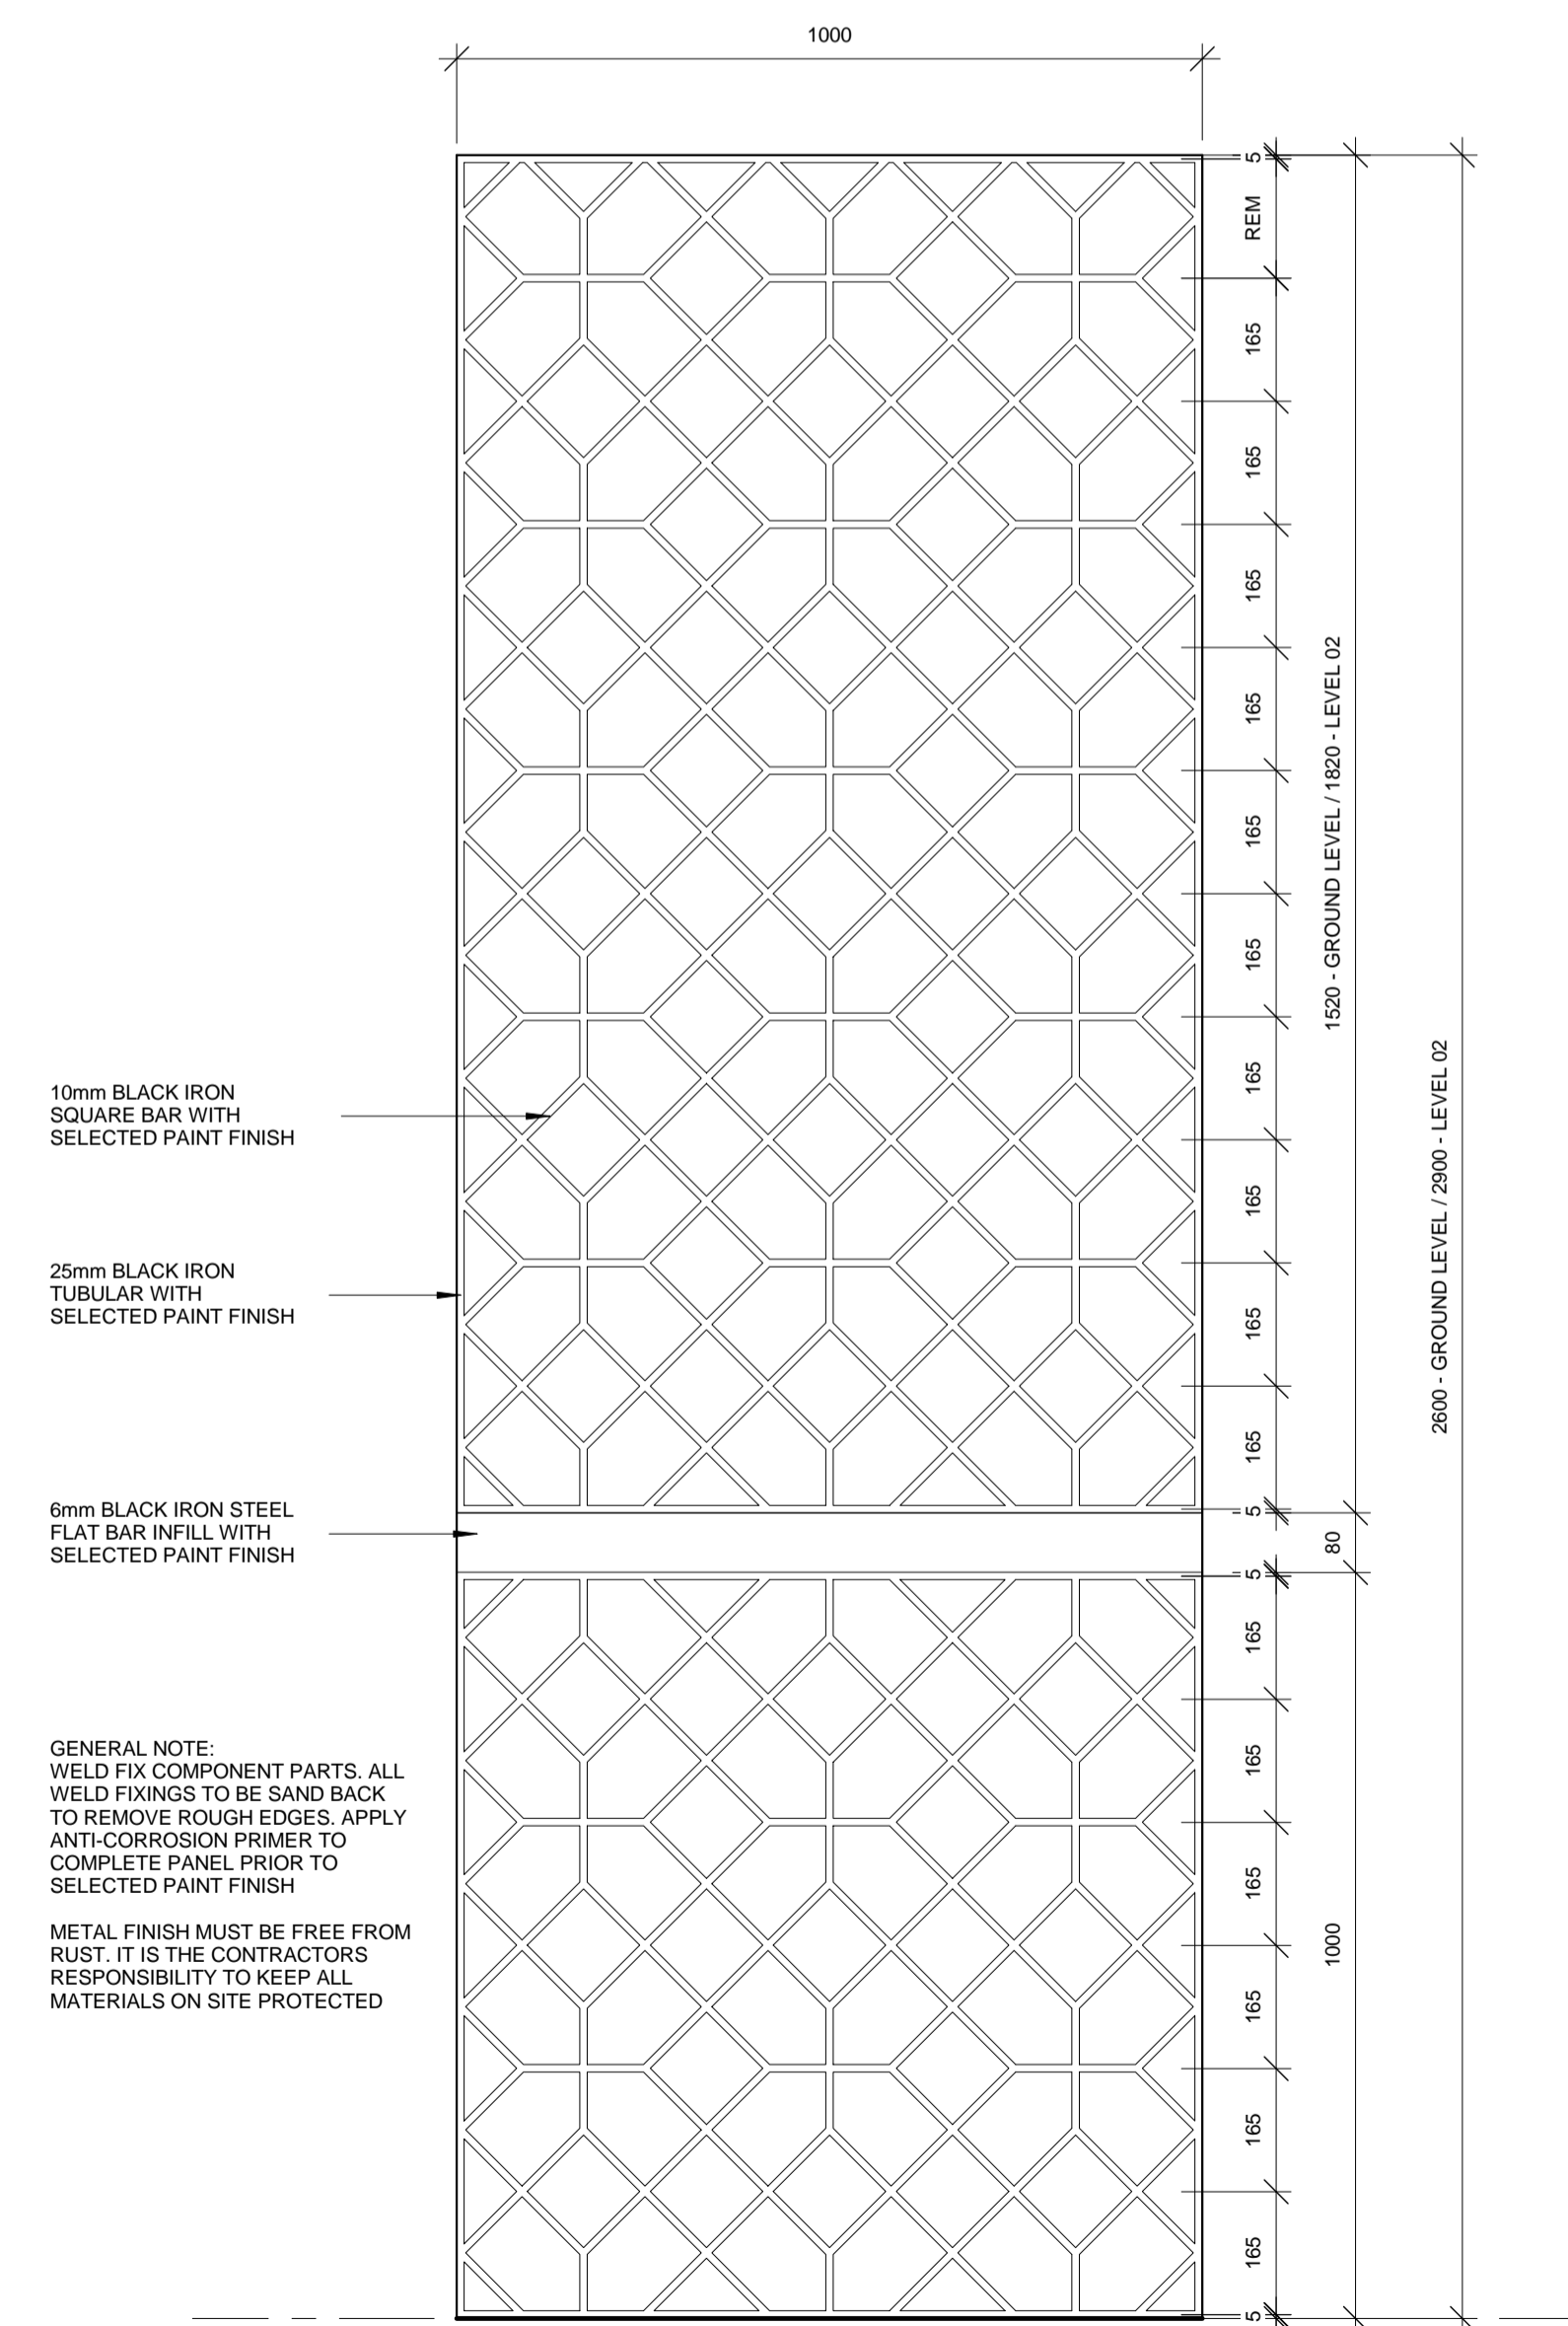 1000
5
REM
165
165
165
165
165
165
165
165
165
165
5
1520 - GROUND LEVEL / 1820 - LEVEL 02
2600 - GROUND LEVEL / 2900 - LEVEL 02
10mm BLACK IRON
SQUARE BAR WITH
SELECTED PAINT FINISH
25mm BLACK IRON
TUBULAR WITH
SELECTED PAINT FINISH
6mm BLACK IRON STEEL
FLAT BAR INFILL WITH
SELECTED PAINT FINISH
80
5
165
165
165
165
165
165
5
1000
GENERAL NOTE:
WELD FIX COMPONENT PARTS. ALL
WELD FIXINGS TO BE SAND BACK
TO REMOVE ROUGH EDGES. APPLY
ANTI-CORROSION PRIMER TO
COMPLETE PANEL PRIOR TO
SELECTED PAINT FINISH
METAL FINISH MUST BE FREE FROM
RUST. IT IS THE CONTRACTORS
RESPONSIBILITY TO KEEP ALL
MATERIALS ON SITE PROTECTED